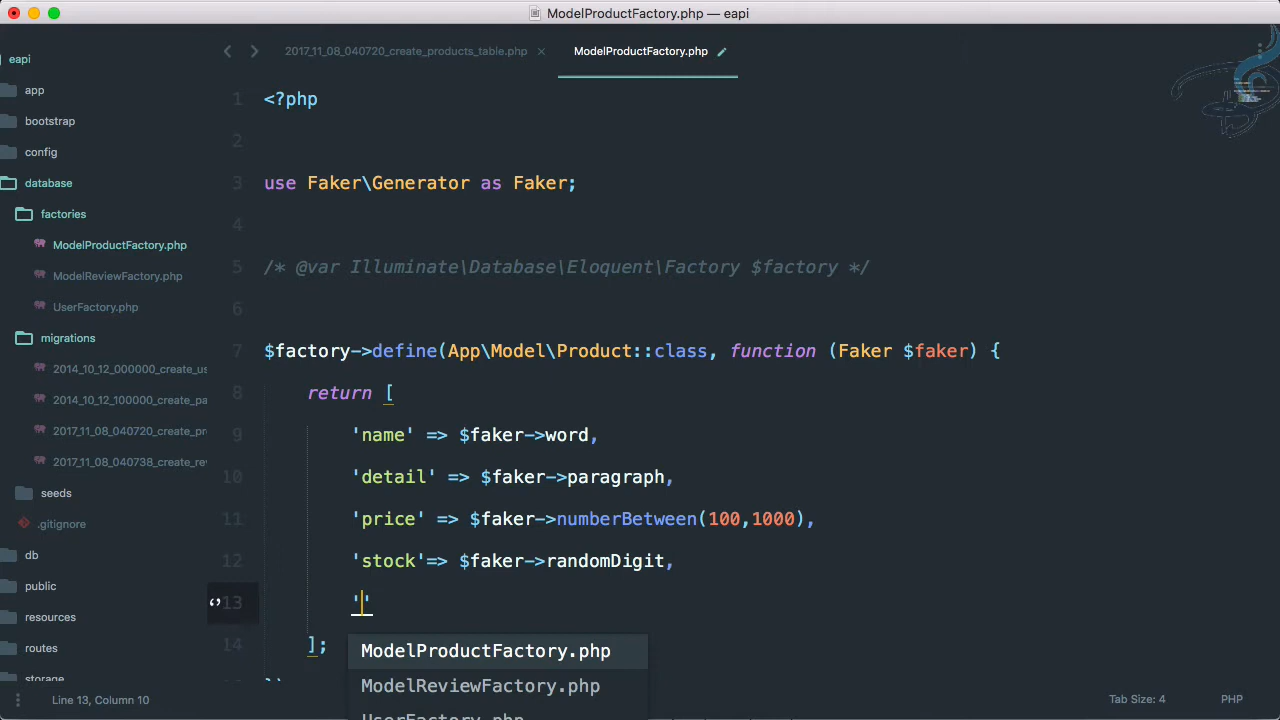 ModelProductFactory.php — eapi
2017_11_08_040720_create_products_table.php ×
ModelProductFactory.php
eapi
app
bootstrap
config
database
factories
ModelProductFactory.php
ModelReviewFactory.php
UserFactory.php
migrations
2014_10_12_000000_create_us
2014_10_12_100000_create_pa
2017_11_08_040720_create_pr
2017_11_08_040738_create_rev
seeds
.gitignore
db
public
resources
routes
storage
1 <?php
2
3 use Faker\Generator as Faker;
4
5 /* @var Illuminate\Database\Eloquent\Factory $factory */
6
7 $factory->define(App\Model\Product::class, function (Faker $faker) {
8 return [
9 'name' => $faker->word,
10 'detail' => $faker->paragraph,
11 'price' => $faker->numberBetween(100,1000),
12 'stock'=> $faker->randomDigit,
13 ''
14 ];
ModelProductFactory.php
ModelReviewFactory.php
UserFactory.php
Line 13, Column 10
Tab Size: 4
PHP